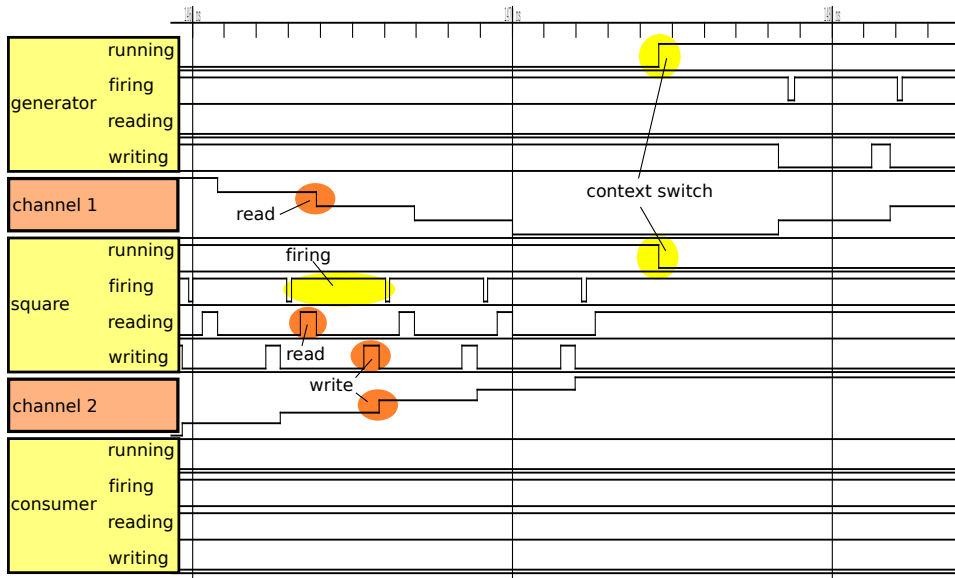 running
firing
generator
reading
writing
context switch
channel 1
read
running
firing
firing
square
reading
read
writing
write
channel 2
running
firing
consumer
reading
writing